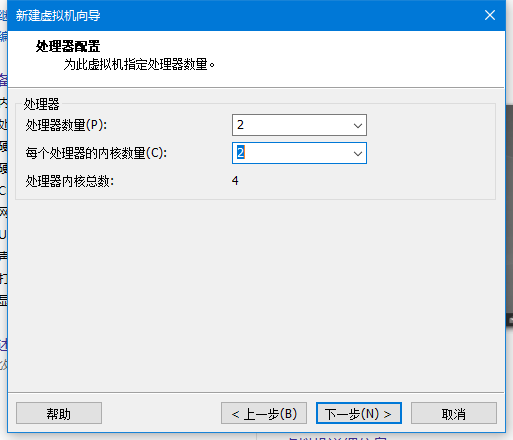 新建虚拟机向导
处理器配置
为此虚拟机指定处理器数量。
处理器
处理器数量(P): 2
每个处理器的内核数量(C): 2
处理器内核总数: 4
帮助 < 上一步(B) 下一步(N) > 取消